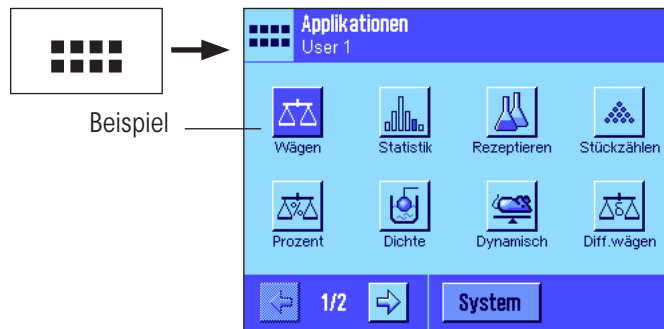 Applikationen
User 1
Beispiel
Wägen
Statistik
Rezeptieren
Stückzählen
%
δ
Prozent
Dichte
Dynamisch
Diff.wägen
1/2
System